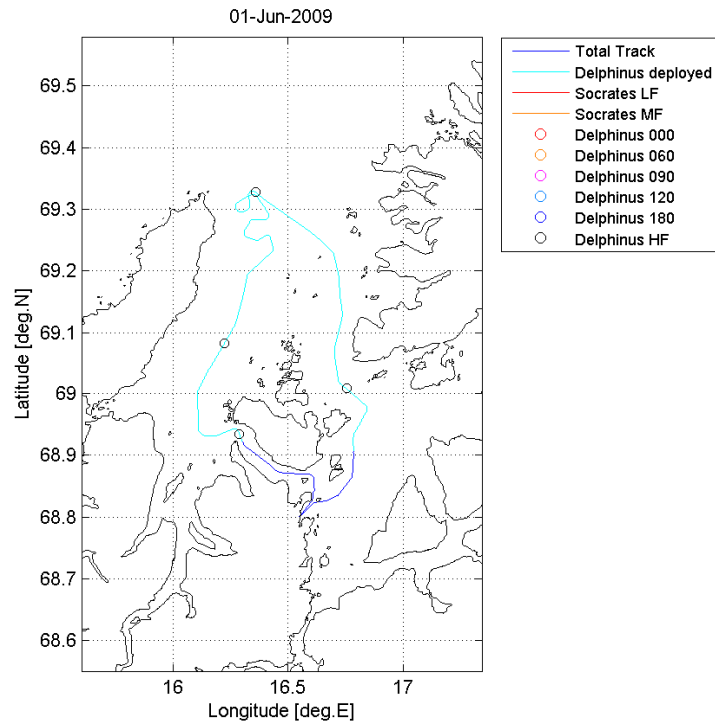 01-Jun-2009
Total Track
Delphinus deployed
Socrates LF
Socrates MF
Delphinus 000
Delphinus 060
Delphinus 090
Delphinus 120
Delphinus 180
Delphinus HF
69.5
69.4
69.3
69.2
69.1
69
68.9
68.8
68.7
68.6
Latitude [deg.N]
16 16.5 17
Longitude [deg.E]